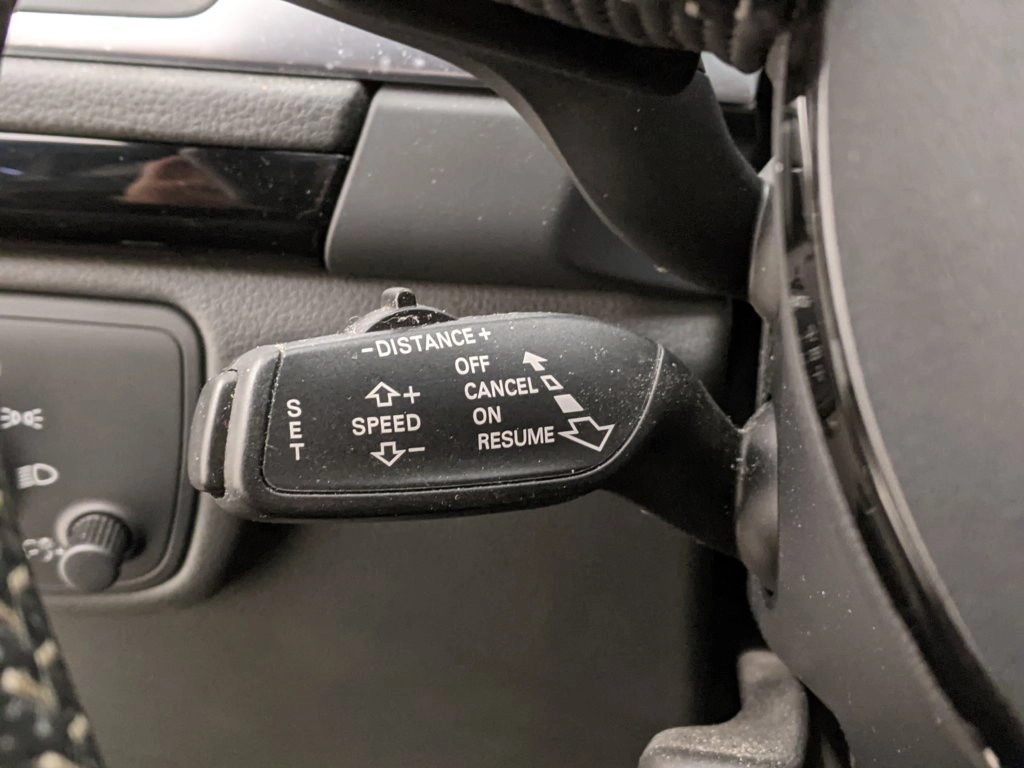 -DISTANCE+
OFF
CANCEL
ON
RESUME
+
SPEED
-
SET